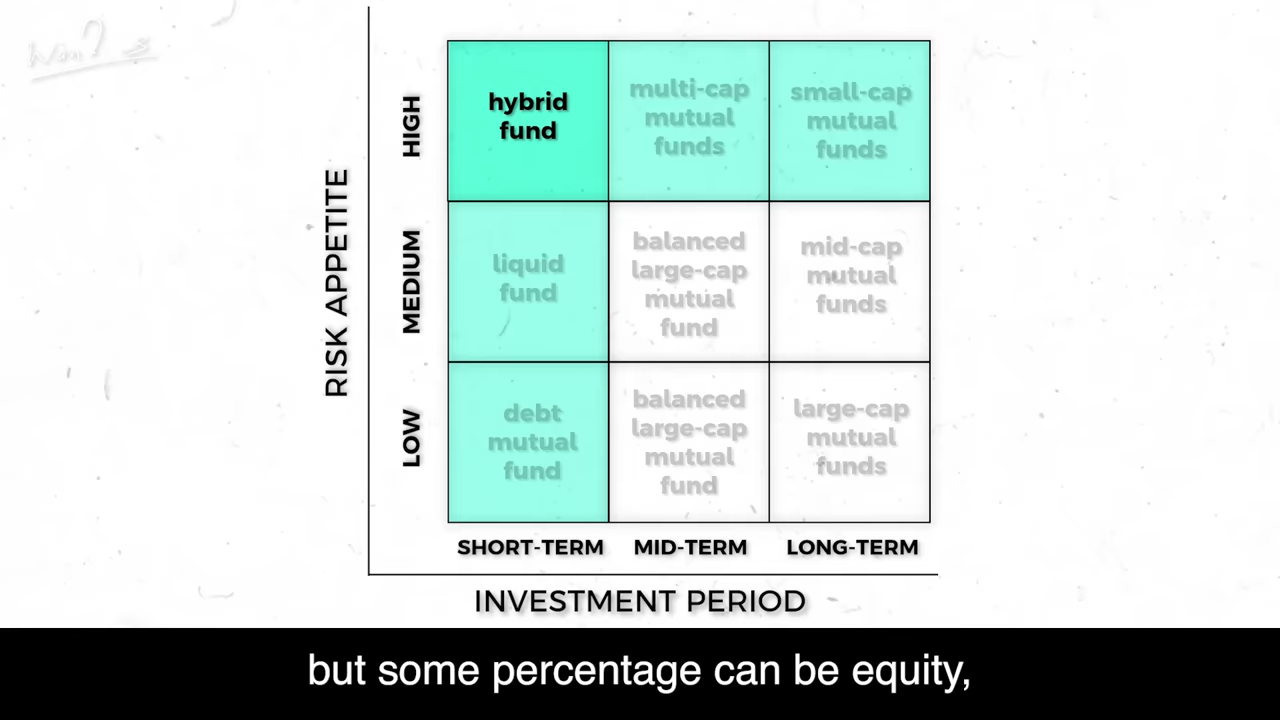 HIGH
hybrid
fund
multi-cap
mutual
funds
small-cap
mutual
funds
RISK APPETITE
MEDIUM
liquid
fund
balanced
large-cap
mutual
fund
mid-cap
mutual
funds
LOW
debt
mutual
fund
balanced
large-cap
mutual
fund
large-cap
mutual
funds
SHORT-TERM
MID-TERM
LONG-TERM
INVESTMENT PERIOD
but some percentage can be equity,